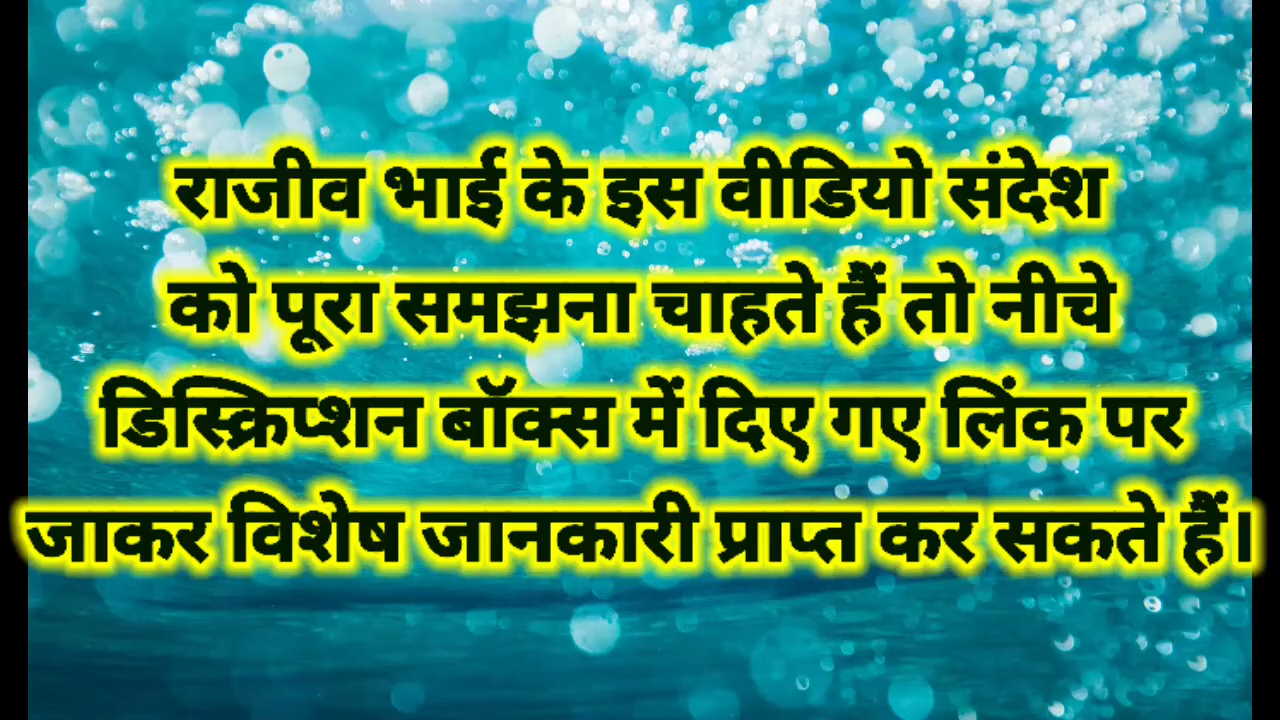 राजीव भाई के इस वीडियो संदेश
को पूरा समझना चाहते हैं तो नीचे
डिस्क्रिप्शन बॉक्स में दिए गए लिंक पर
जाकर विशेष जानकारी प्राप्त कर सकते हैं।